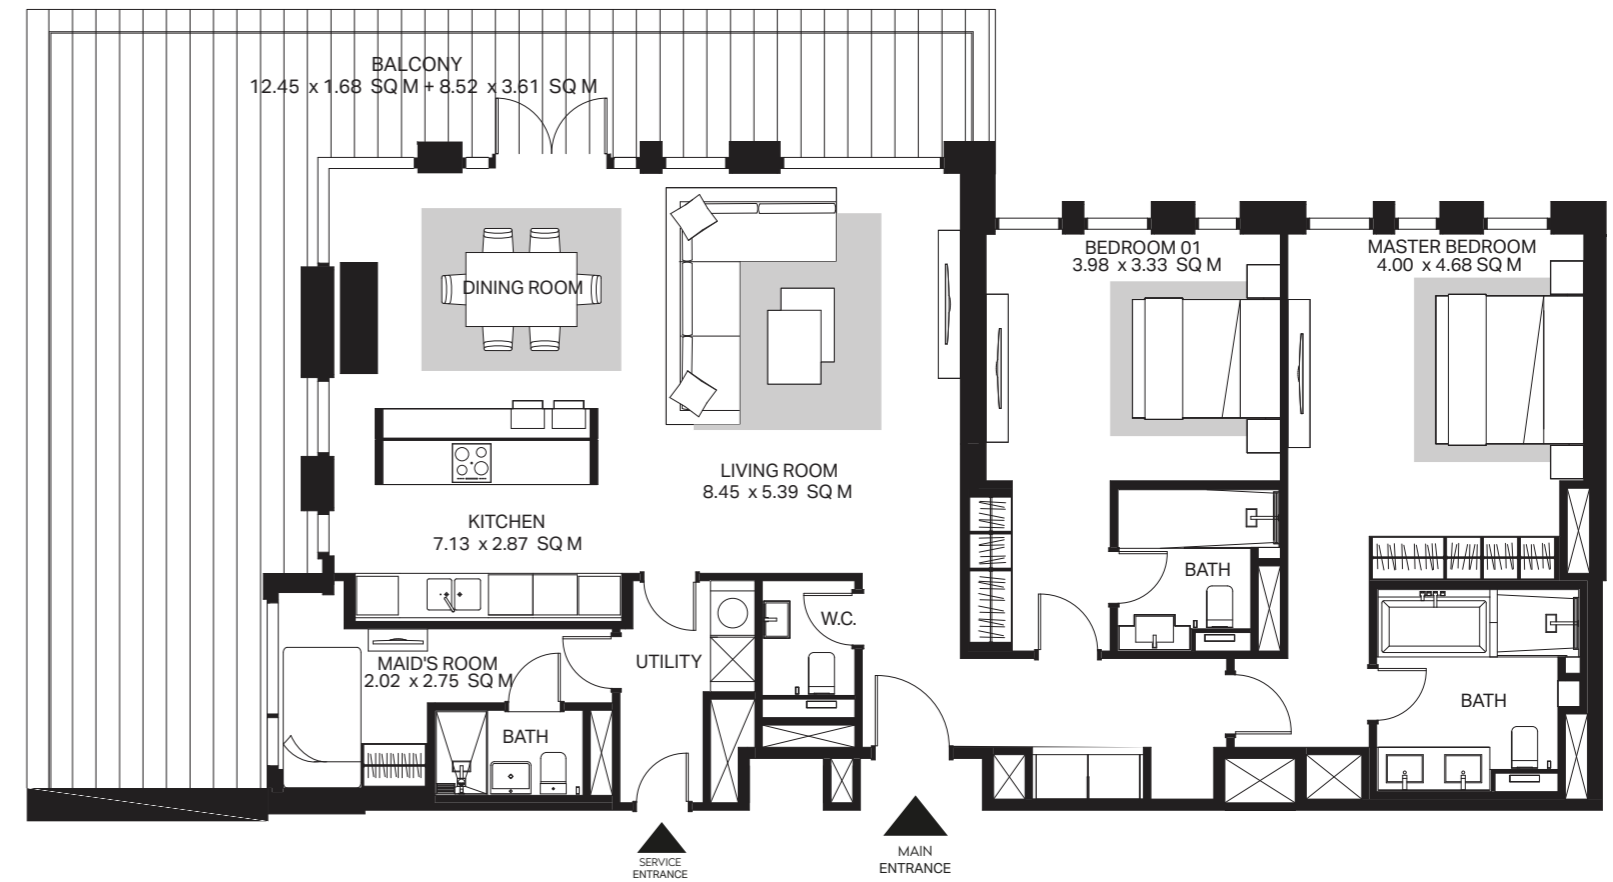 BALCONY
12.45 x 1.68 SQ M + 8.52 x 3.61 SQ M
BEDROOM 01
3.98 x 3.33 SQ M
MASTER BEDROOM
4.00 x 4.68 SQ M
DINING ROOM
LIVING ROOM
8.45 x 5.39 SQ M
KITCHEN
7.13 x 2.87 SQ M
BATH
W.C.
UTILITY
MAID'S ROOM
2.02 x 2.75 SQ M
BATH
BATH
SERVICE
ENTRANCE
MAIN
ENTRANCE